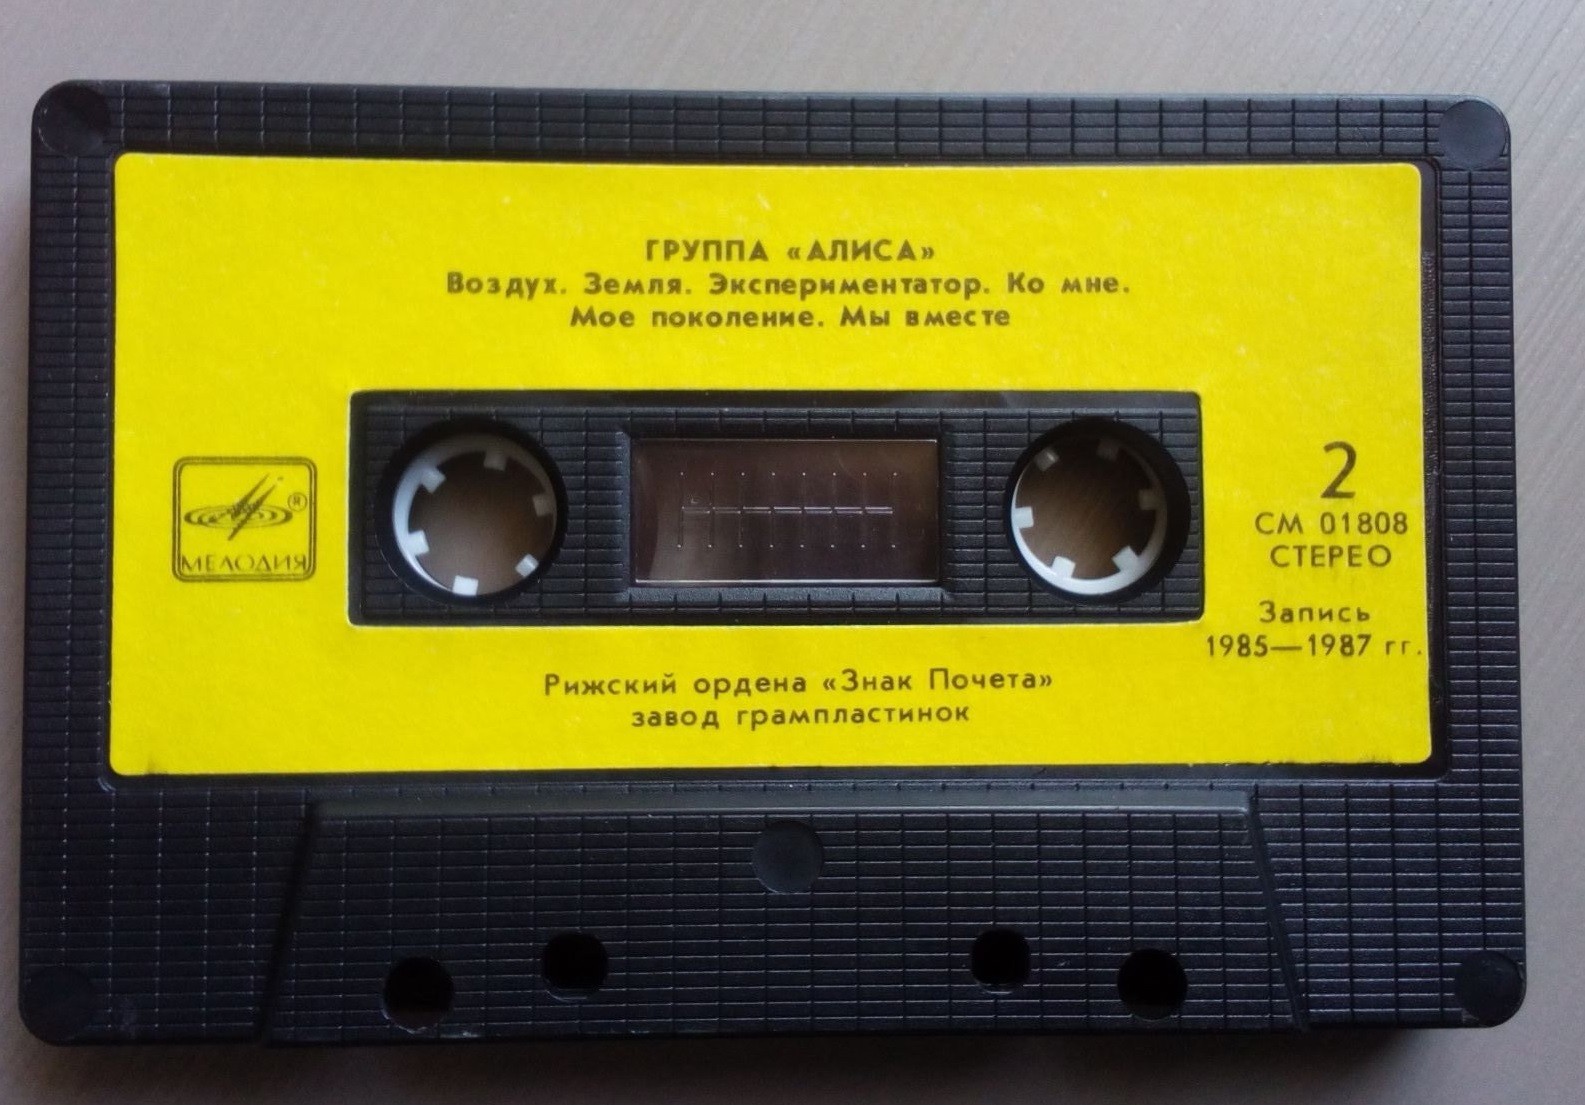 ГРУППА «АЛИСА»
Воздух. Земля. Экспериментатор. Ко мне.
Мое поколение. Мы вместе
®
МЕЛОДИЯ
2
СМ 01808
СТЕРЕО
Запись
1985—1987 гг.
Рижский ордена «Знак Почета»
завод грампластинок